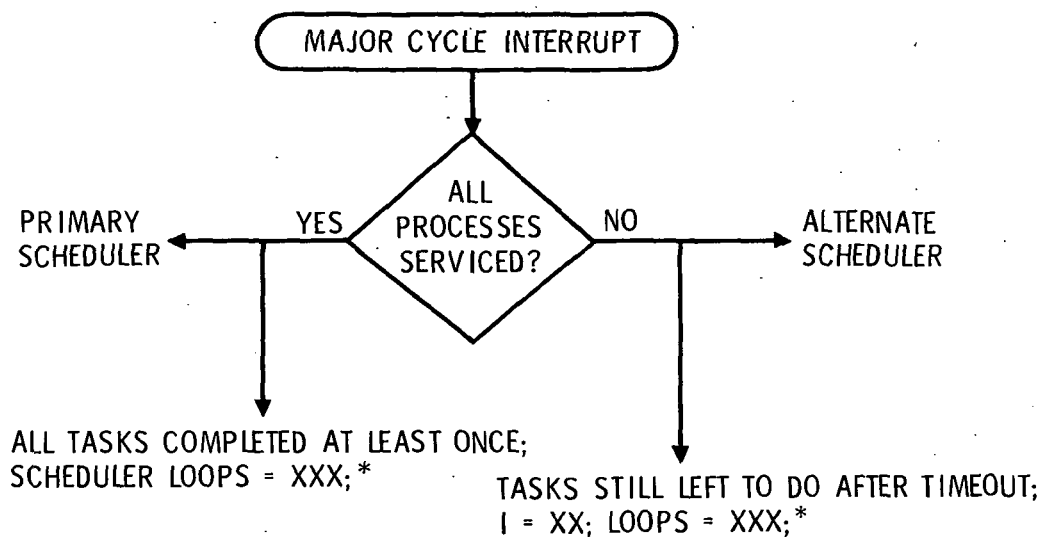 MAJOR CYCLE INTERRUPT
ALL
PROCESSES
SERVICED?
YES
NO
PRIMARY
SCHEDULER
ALTERNATE
SCHEDULER
ALL TASKS COMPLETED AT LEAST ONCE;
SCHEDULER LOOPS = XXX;*
TASKS STILL LEFT TO DO AFTER TIMEOUT;
I = XX; LOOPS = XXX;*